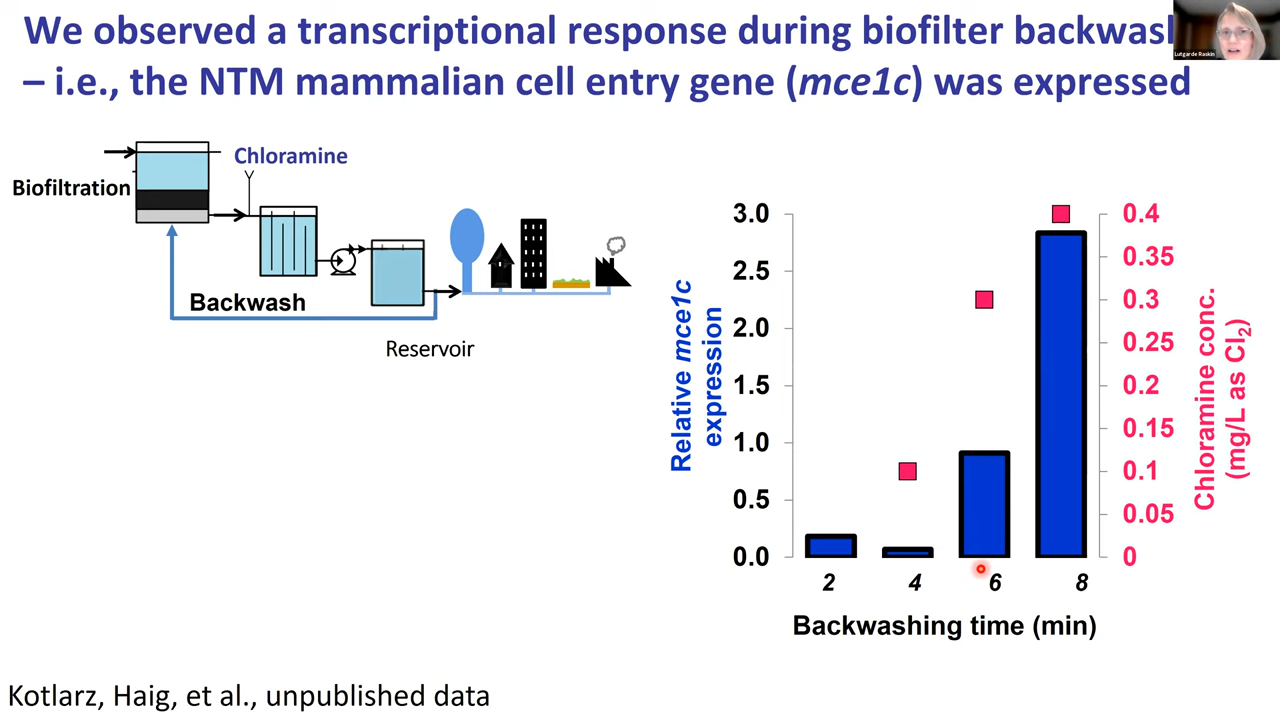 We observed a transcriptional response during biofilter backwash
– i.e., the NTM mammalian cell entry gene (mce1c) was expressed
Lutgarde Raskin
Chloramine
Biofiltration
Backwash
Reservoir
Relative mce1c
expression
3.0
2.5
2.0
1.5
1.0
0.5
0.0
0.4
0.35
0.3
0.25
0.2
0.15
0.1
0.05
0
Chloramine conc.
(mg/L as Cl2)
2 4 6 8
Backwashing time (min)
Kotlarz, Haig, et al., unpublished data